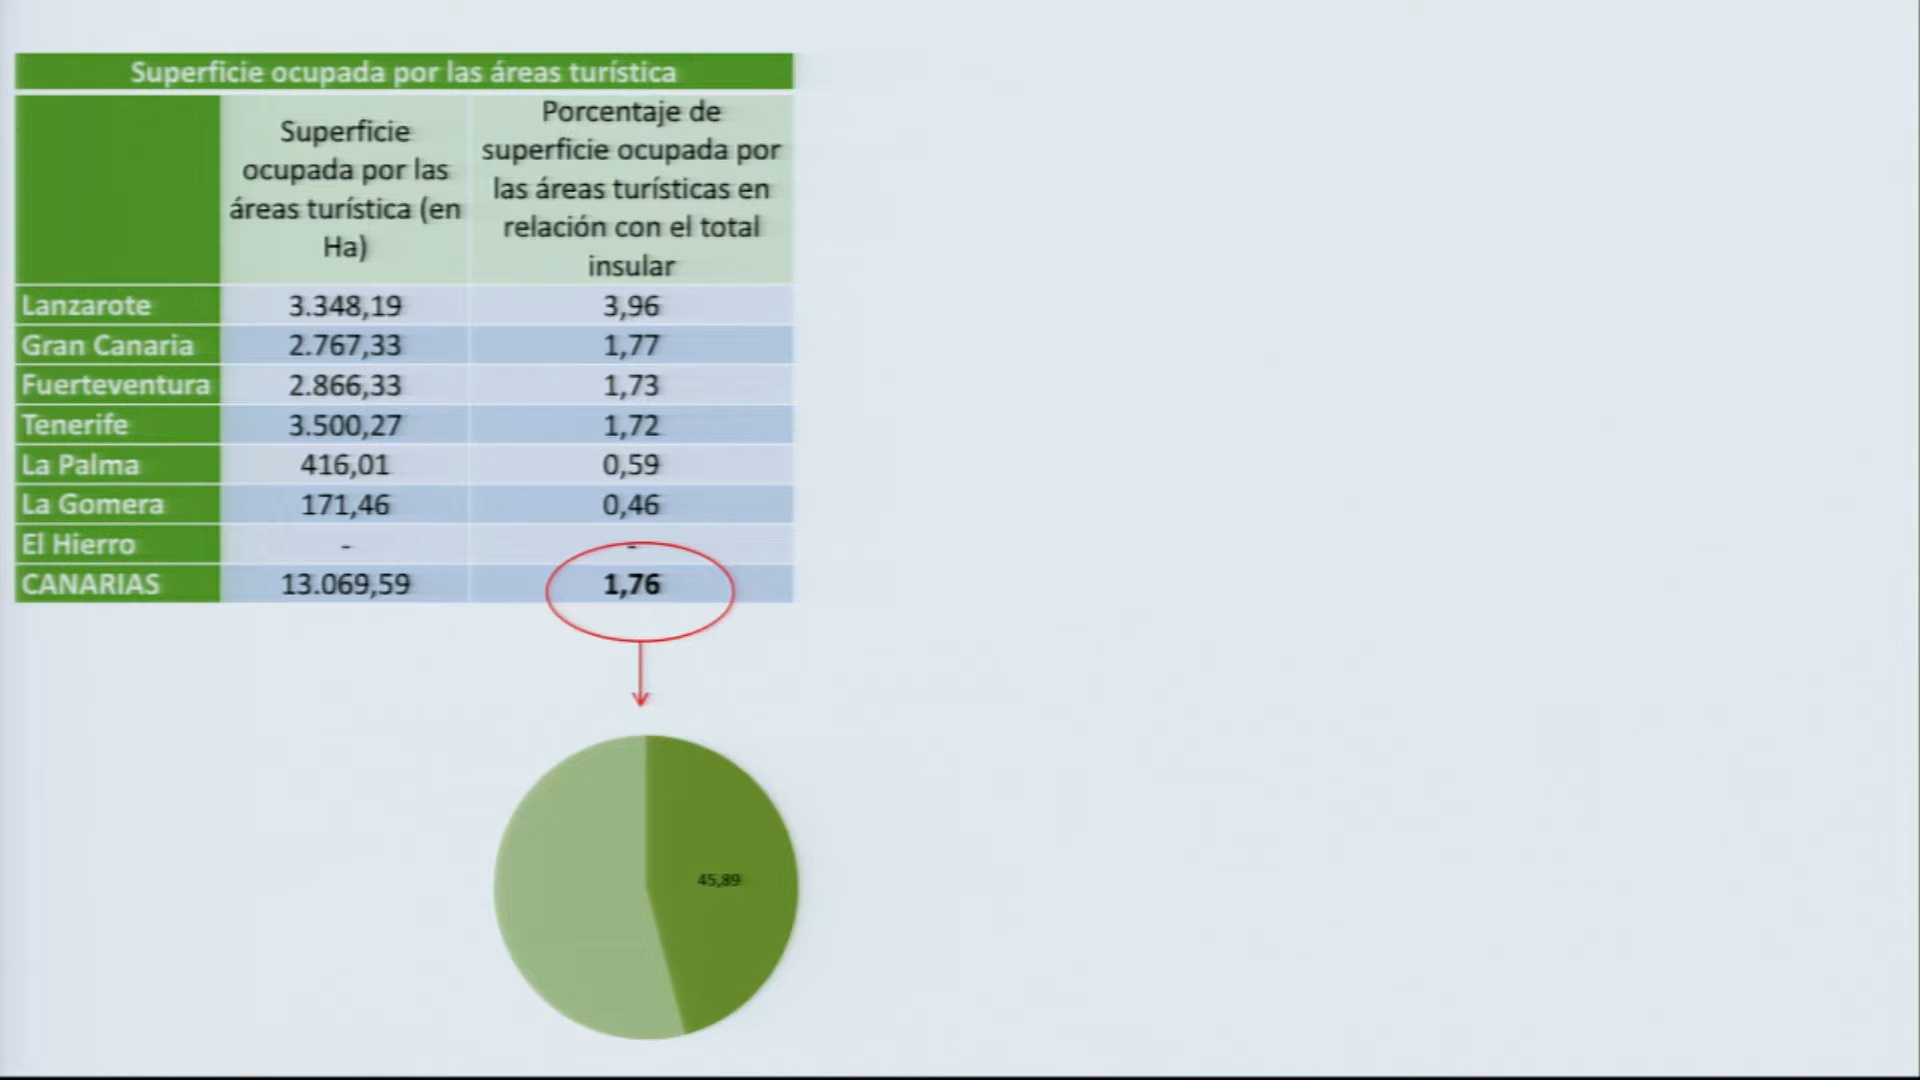 Superficie ocupada por las áreas turística
Superficie
ocupada por las
áreas turística (en
Ha)
Porcentaje de
superficie ocupada por
las áreas turísticas en
relación con el total
insular
Lanzarote 3.348,19 3,96
Gran Canaria 2.767,33 1,77
Fuerteventura 2.866,33 1,73
Tenerife 3.500,27 1,72
La Palma 416,01 0,59
La Gomera 171,46 0,46
El Hierro - -
CANARIAS 13.069,59 1,76
45,89